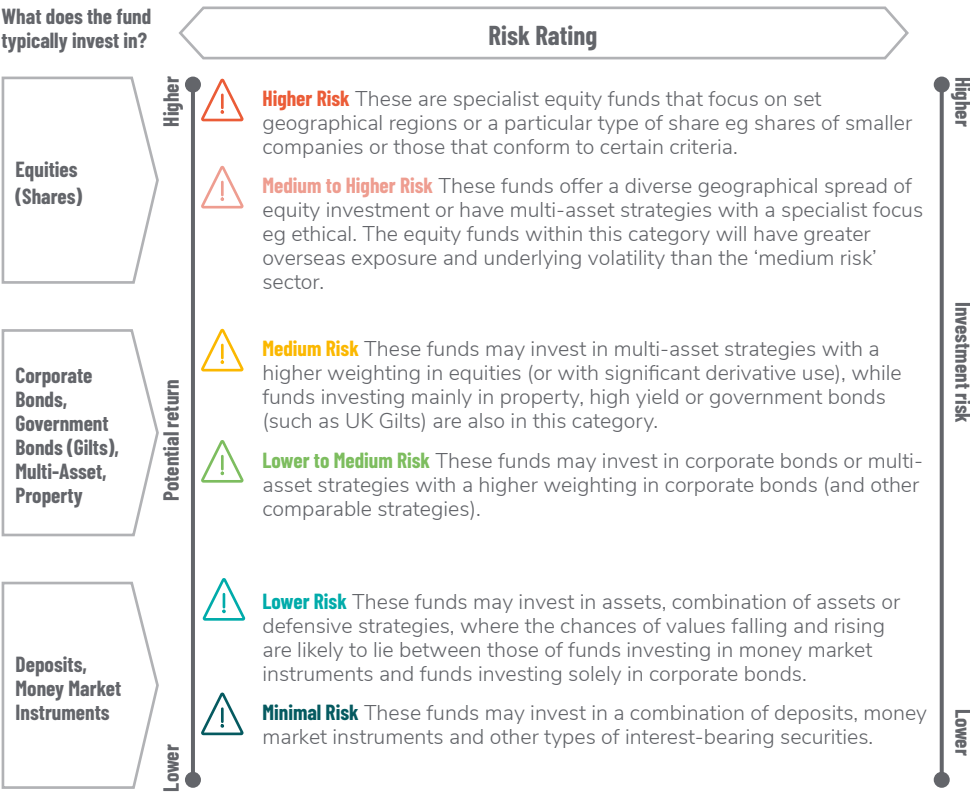 What does the fund
typically invest in?
Risk Rating
Equities
(Shares)
Higher
Higher Risk These are specialist equity funds that focus on set
geographical regions or a particular type of share eg shares of smaller
companies or those that conform to certain criteria.
Medium to Higher Risk These funds offer a diverse geographical spread of
equity investment or have multi-asset strategies with a specialist focus
eg ethical. The equity funds within this category will have greater
overseas exposure and underlying volatility than the ‘medium risk’
sector.
Higher
Corporate
Bonds,
Government
Bonds (Gilts),
Multi-Asset,
Property
Potential return
Medium Risk These funds may invest in multi-asset strategies with a
higher weighting in equities (or with significant derivative use), while
funds investing mainly in property, high yield or government bonds
(such as UK Gilts) are also in this category.
Lower to Medium Risk These funds may invest in corporate bonds or multi-
asset strategies with a higher weighting in corporate bonds (and other
comparable strategies).
Investment risk
Deposits,
Money Market
Instruments
Lower
Lower Risk These funds may invest in assets, combination of assets or
defensive strategies, where the chances of values falling and rising
are likely to lie between those of funds investing in money market
instruments and funds investing solely in corporate bonds.
Minimal Risk These funds may invest in a combination of deposits, money
market instruments and other types of interest-bearing securities.
Lower